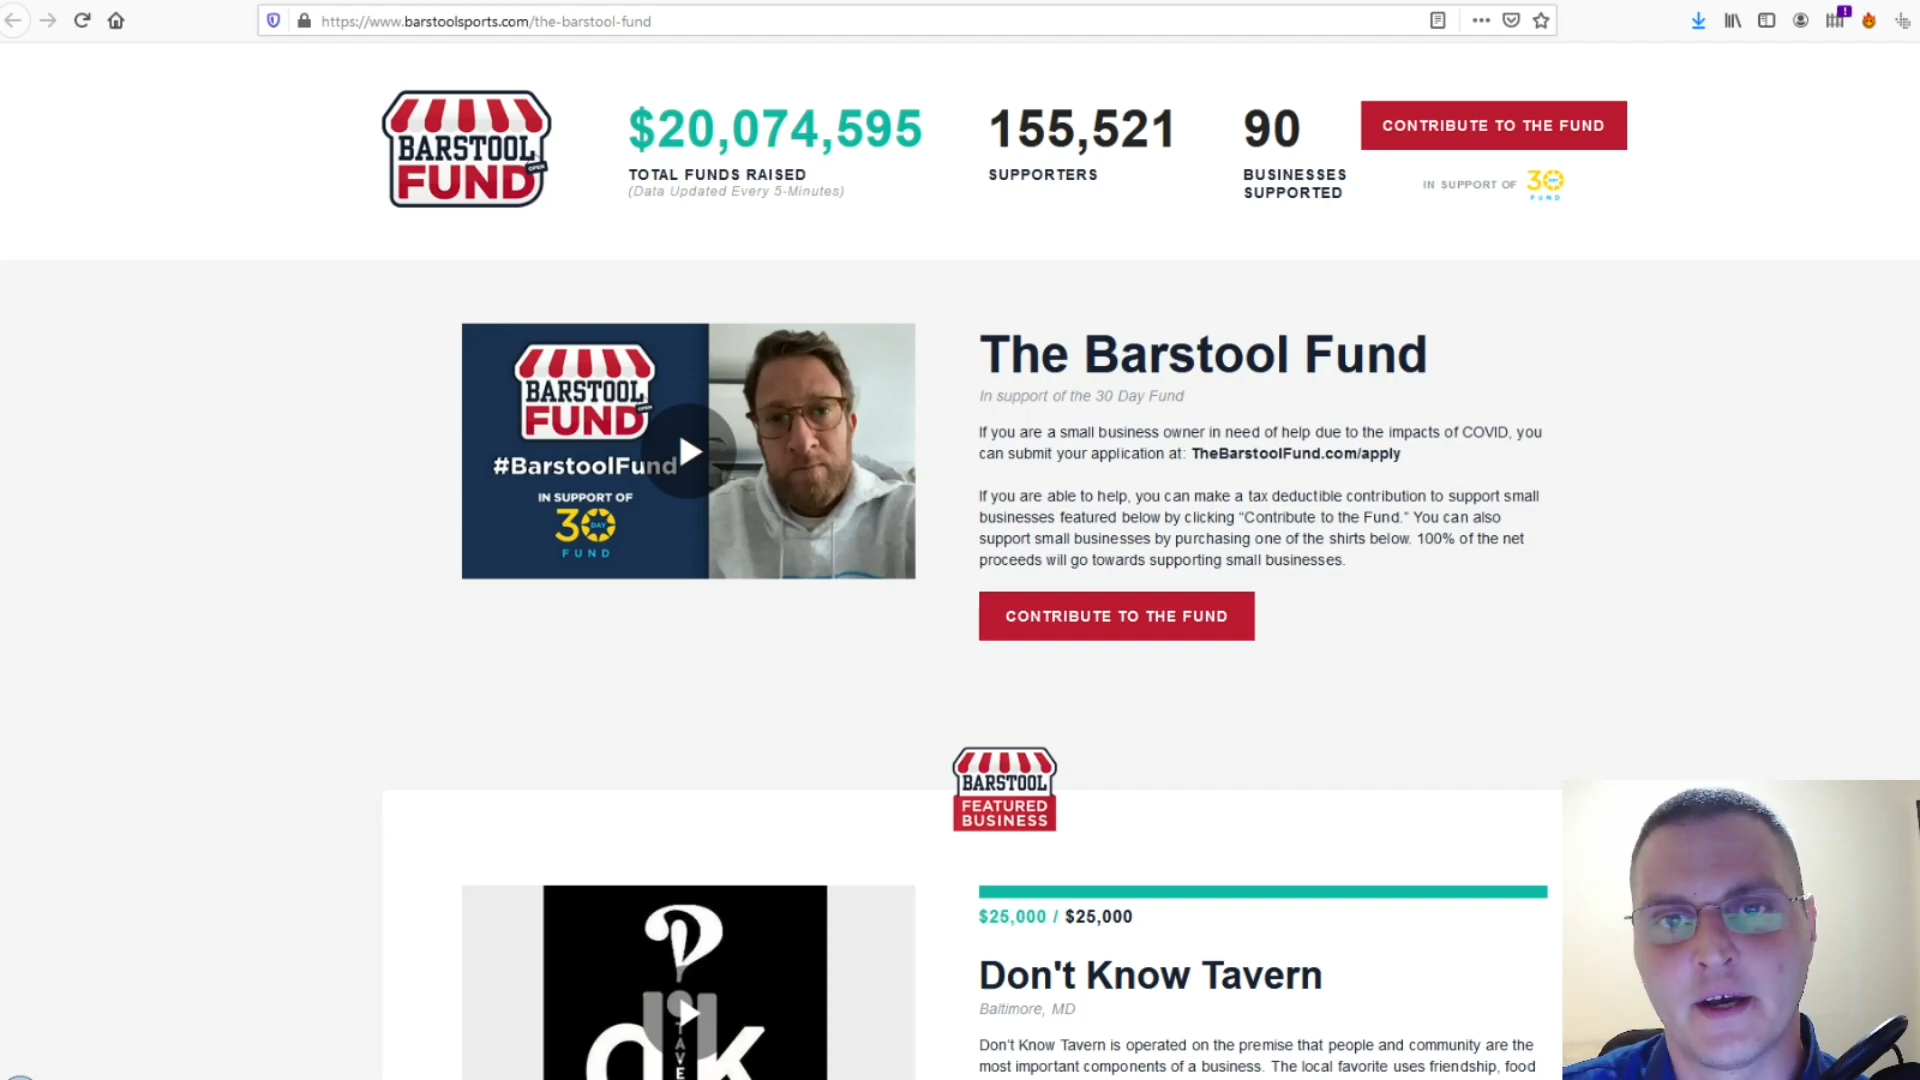 https://www.barstoolsports.com/the-barstool-fund
BARSTOOL
OPEN
FUND
$20,074,595
TOTAL FUNDS RAISED
(Data Updated Every 5-Minutes)
155,521
SUPPORTERS
90
BUSINESSES
SUPPORTED
CONTRIBUTE TO THE FUND
IN SUPPORT OF 30
FUND
BARSTOOL
OPEN
FUND
#BarstoolFund
IN SUPPORT OF
30
DAY
FUND
The Barstool Fund
In support of the 30 Day Fund
If you are a small business owner in need of help due to the impacts of COVID, you
can submit your application at: TheBarstoolFund.com/apply
If you are able to help, you can make a tax deductible contribution to support small
businesses featured below by clicking “Contribute to the Fund.” You can also
support small businesses by purchasing one of the shirts below. 100% of the net
proceeds will go towards supporting small businesses.
CONTRIBUTE TO THE FUND
BARSTOOL
FEATURED
BUSINESS
$25,000 / $25,000
Don't Know Tavern
Baltimore, MD
Don't Know Tavern is operated on the premise that people and community are the
most important components of a business. The local favorite uses friendship, food